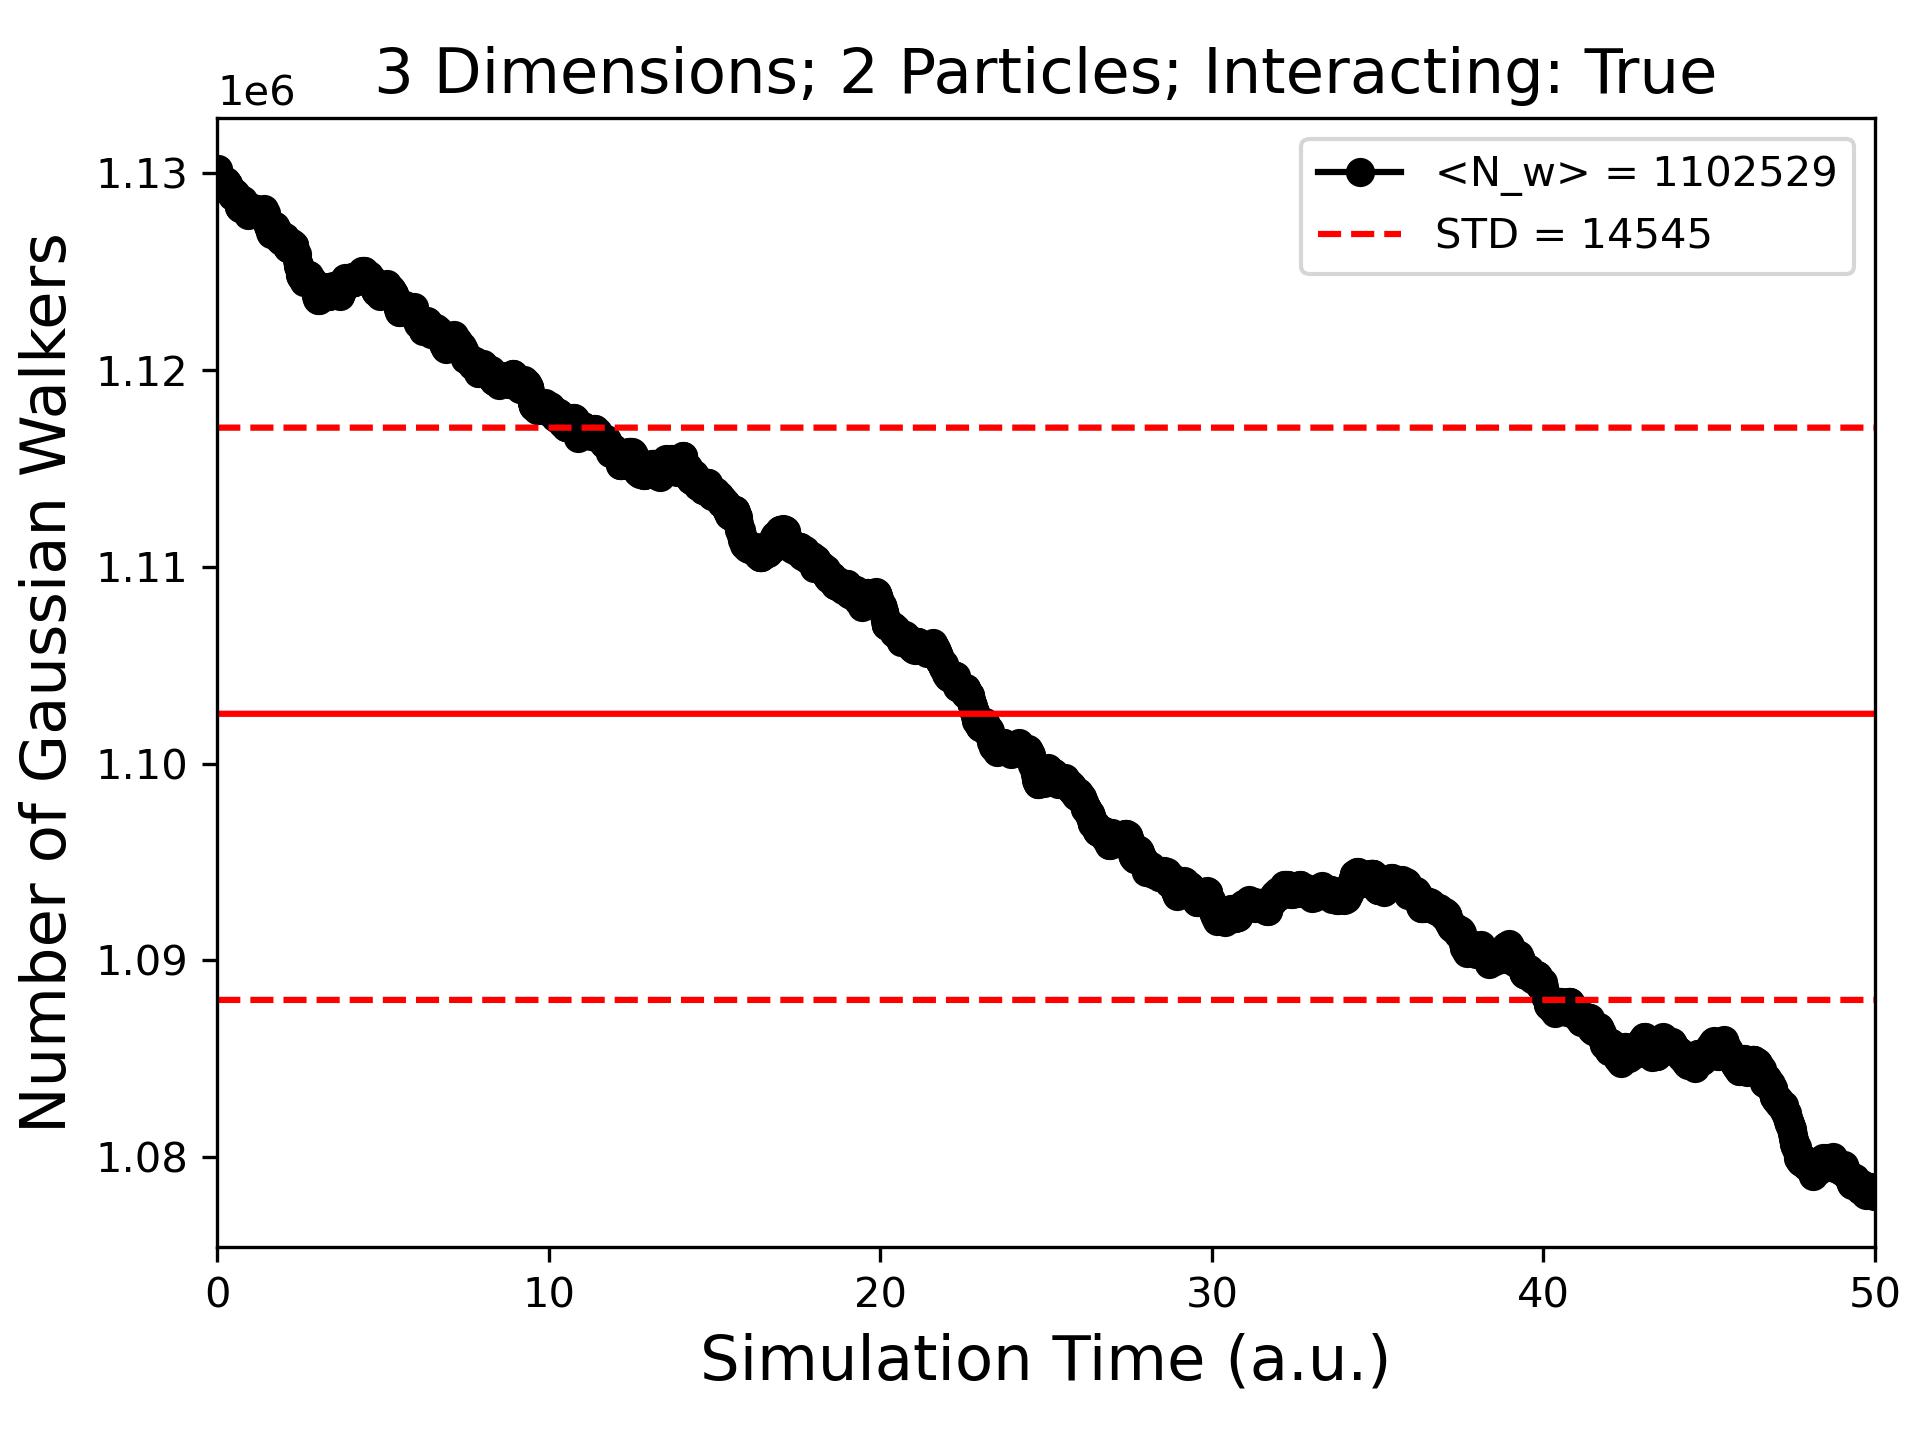 3 Dimensions; 2 Particles; Interacting: True
1e6
<N_w> = 1102529
STD = 14545
Number of Gaussian Walkers
1.13
1.12
1.11
1.10
1.09
1.08
0 10 20 30 40 50
Simulation Time (a.u.)